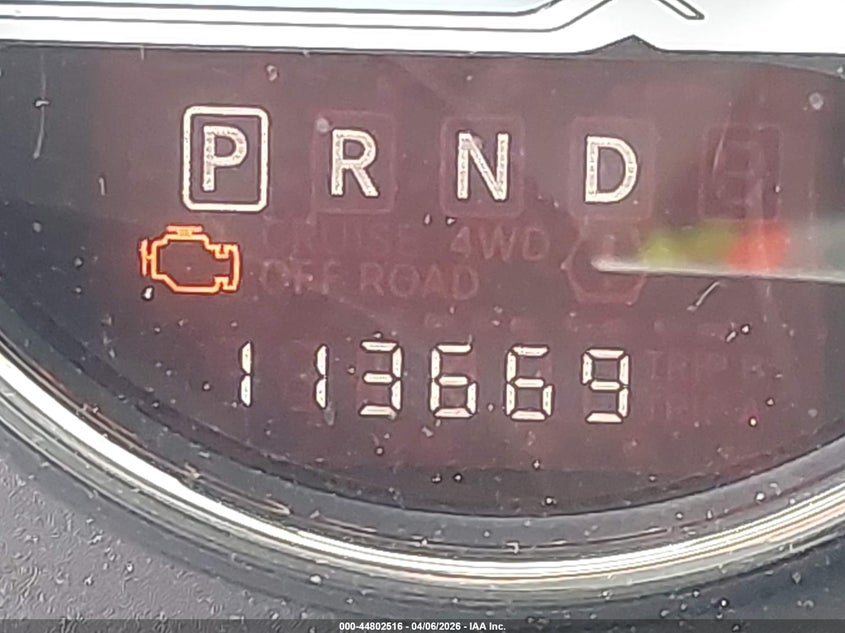 P R N D
CRUISE 4WD
OFF ROAD
113669
000-44802516 - 04/06/2026 - IAA Inc.